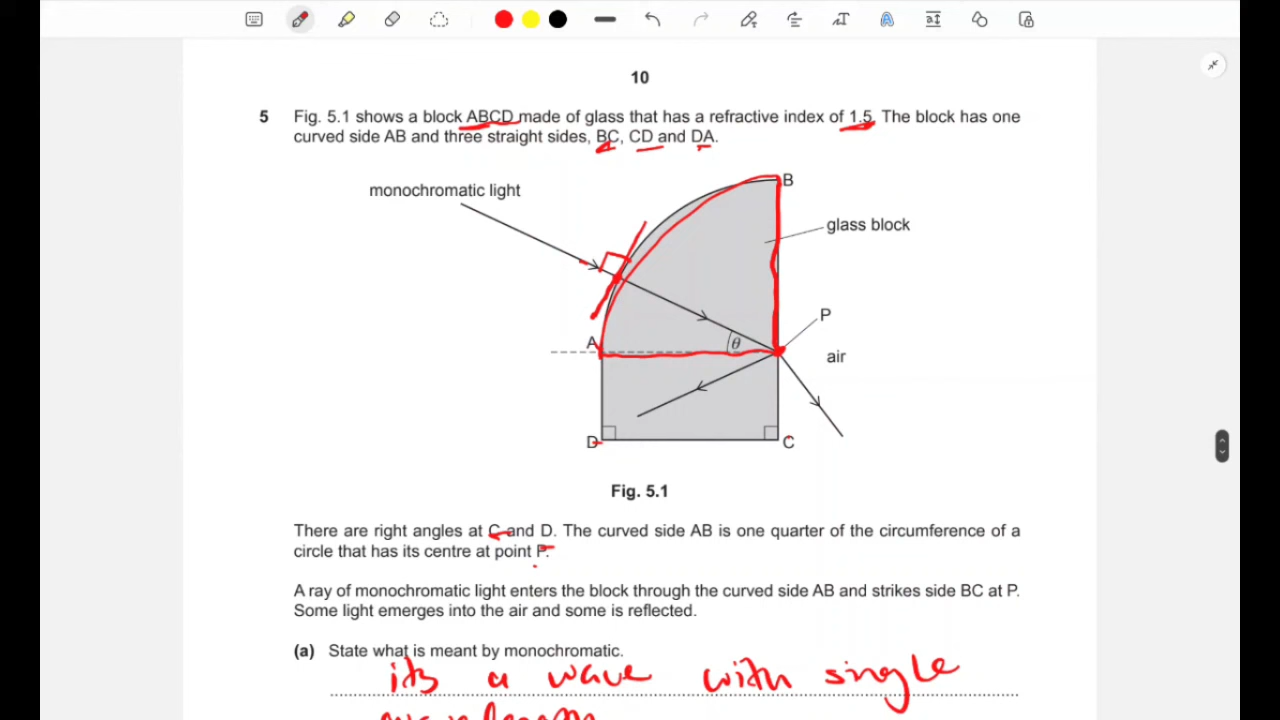 10
5 Fig. 5.1 shows a block ABCD made of glass that has a refractive index of 1.5. The block has one
curved side AB and three straight sides, BC, CD and DA.
monochromatic light
B
glass block
P
A
θ
air
D
C
Fig. 5.1
There are right angles at C and D. The curved side AB is one quarter of the circumference of a
circle that has its centre at point P.
A ray of monochromatic light enters the block through the curved side AB and strikes side BC at P.
Some light emerges into the air and some is reflected.
(a) State what is meant by monochromatic.
its a wave with single